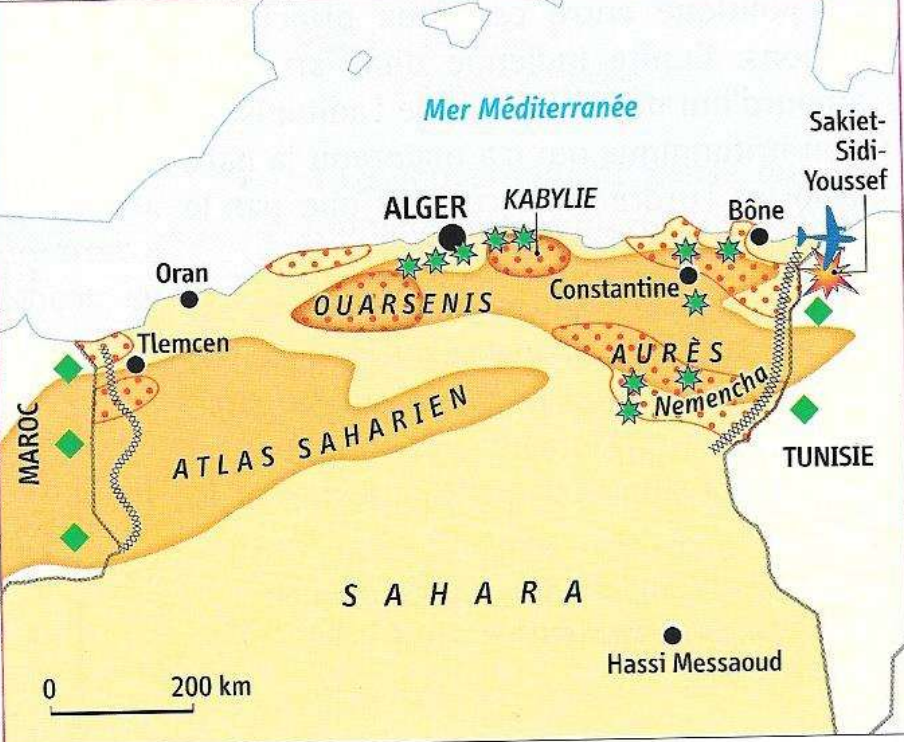 Mer Méditerranée
Sakiet-
Sidi-
Youssef
ALGER
KABYLIE
Bône
Oran
Constantine
OUARSENIS
Tlemcen
AURÈS
Nemencha
MAROC
ATLAS SAHARIEN
TUNISIE
SAHARA
Hassi Messaoud
0 200 km